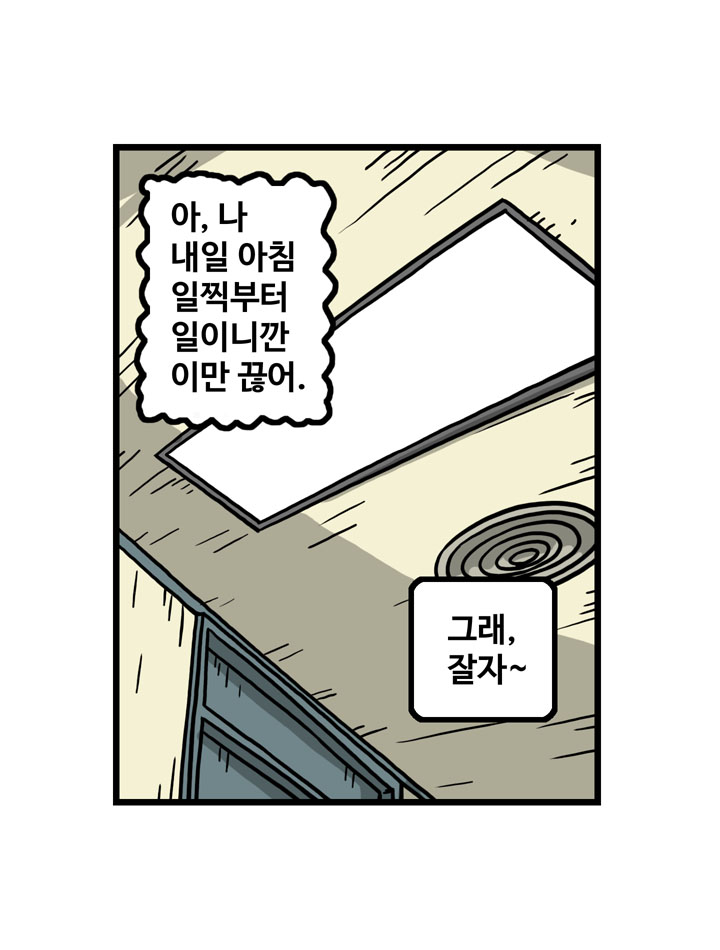 아, 나
내일 아침
일찍부터
일이니깐
이만 끊어.
그래,
잘자~